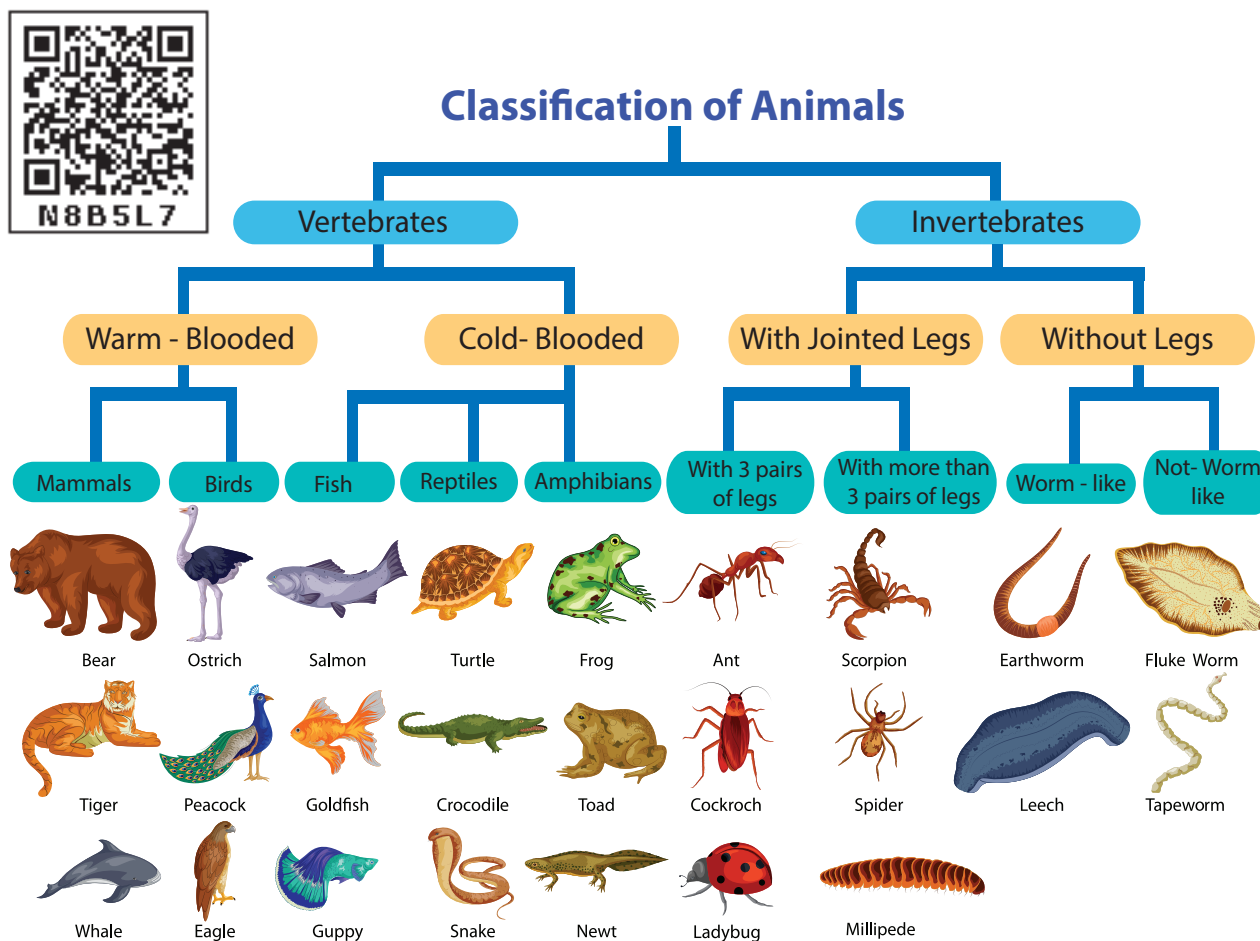 N8B5L7
Classification of Animals
Vertebrates
Invertebrates
Warm - Blooded
Cold- Blooded
With Jointed Legs
Without Legs
Mammals
Birds
Fish
Reptiles
Amphibians
With 3 pairs
of legs
With more than
3 pairs of legs
Worm - like
Not- Worm
like
Bear
Ostrich
Salmon
Turtle
Frog
Ant
Scorpion
Earthworm
Fluke Worm
Tiger
Peacock
Goldfish
Crocodile
Toad
Cockroch
Spider
Leech
Tapeworm
Whale
Eagle
Guppy
Snake
Newt
Ladybug
Millipede